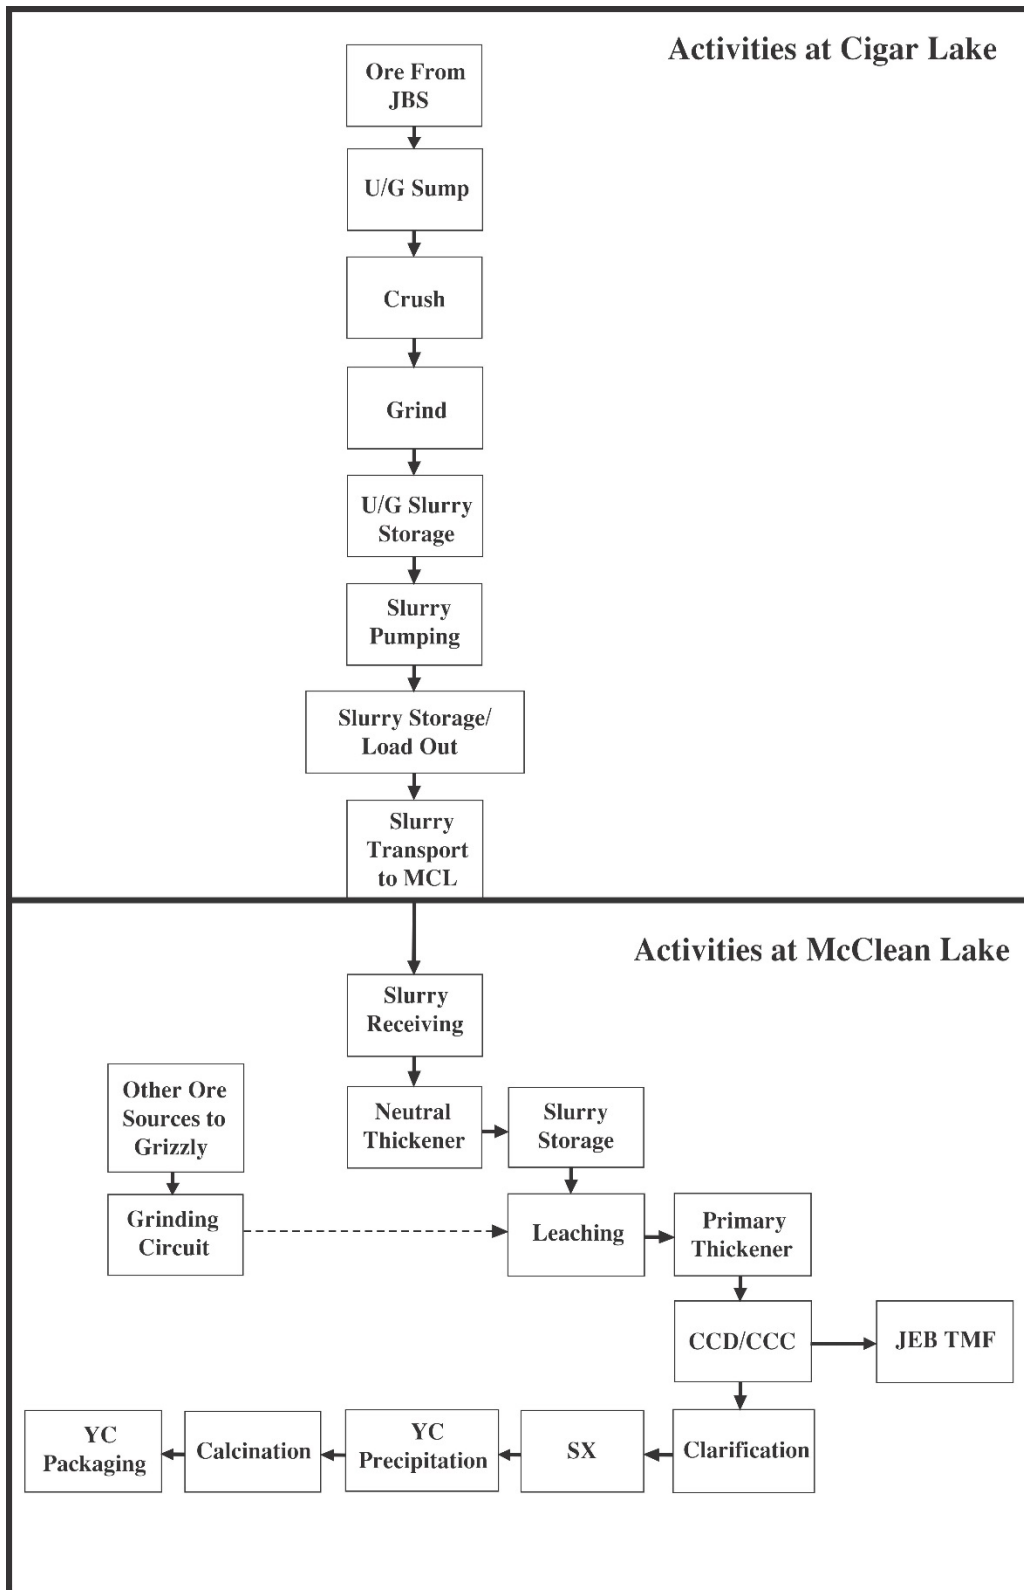 Activities at Cigar Lake
Ore From
JBS
U/G Sump
Crush
Grind
U/G Slurry
Storage
Slurry
Pumping
Slurry Storage/
Load Out
Slurry
Transport
to MCL
Activities at McClean Lake
Slurry
Receiving
Other Ore
Sources to
Grizzly
Neutral
Thickener
Slurry
Storage
Grinding
Circuit
Leaching
Primary
Thickener
CCD/CCC
JEB TMF
YC
Packaging
Calcination
YC
Precipitation
SX
Clarification